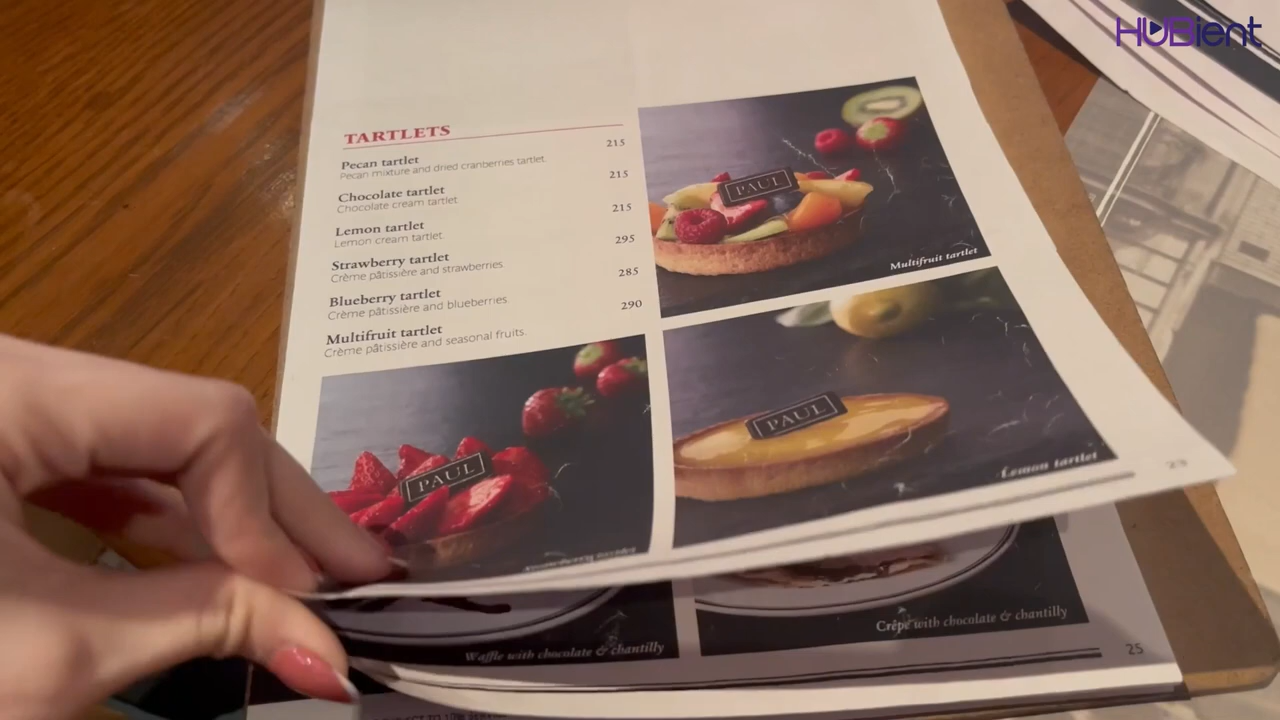 HUBient
TARTLETS
Pecan tartlet 215
Pecan mixture and dried cranberries tartlet.
Chocolate tartlet 215
Chocolate cream tartlet
Lemon tartlet 215
Lemon cream tartlet.
Strawberry tartlet 295
Crème pâtissière and strawberries
Blueberry tartlet 285
Crème pâtissière and blueberries
Multifruit tartlet 290
Crème pâtissière and seasonal fruits.
PAUL
Multifruit tartlet
PAUL
Lemon tartlet
PAUL
23
Waffle with chocolate & chantilly
Crêpe with chocolate & chantilly
25